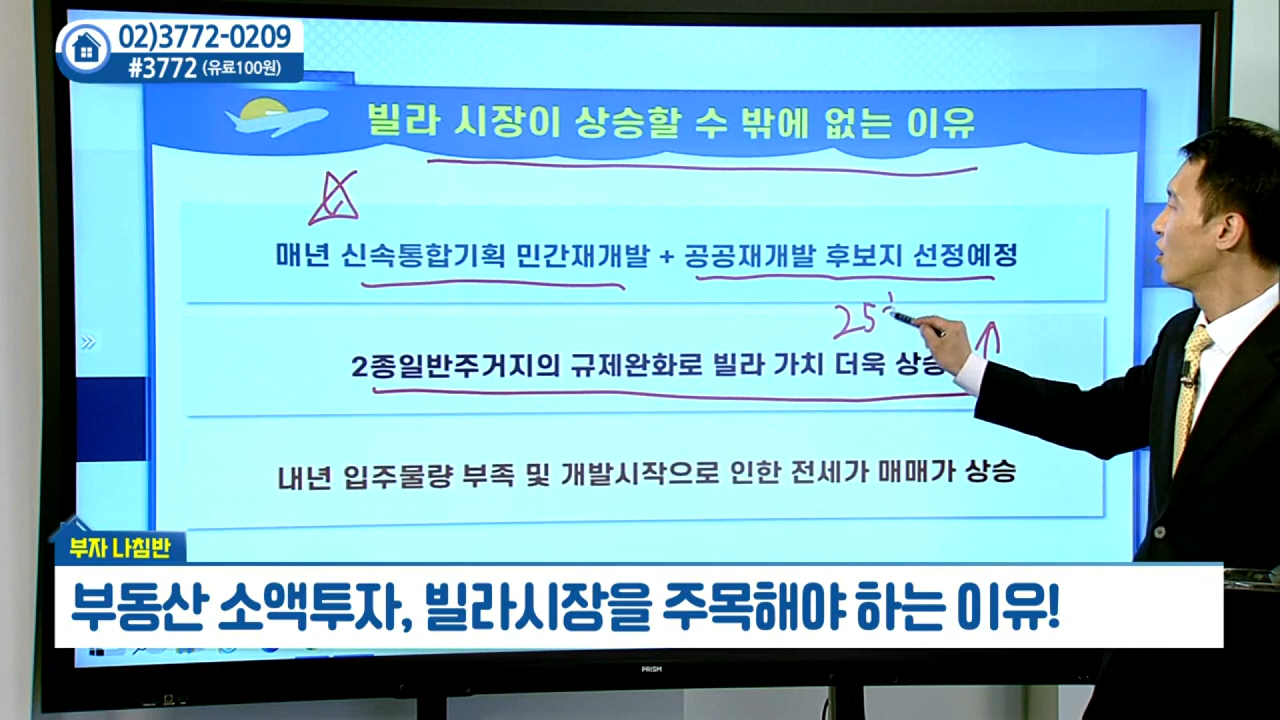 02)3772-0209
#3772 (유료100원)
빌라 시장이 상승할 수 밖에 없는 이유
매년 신속통합기획 민간재개발 + 공공재개발 후보지 선정예정
25
2종일반주거지의 규제완화로 빌라 가치 더욱 상승
내년 입주물량 부족 및 개발시작으로 인한 전세가 매매가 상승
부자 나침반
부동산 소액투자, 빌라시장을 주목해야 하는 이유!
PRISM